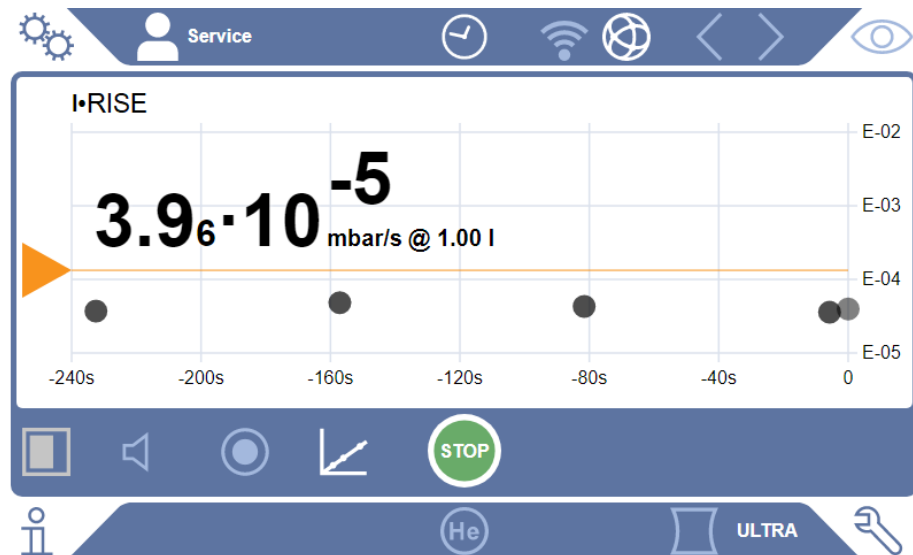 Service
I•RISE
E-02
3.96·10-5
mbar/s @ 1.00 l
E-03
E-04
E-05
-240s -200s -160s -120s -80s -40s 0
STOP
He
ULTRA